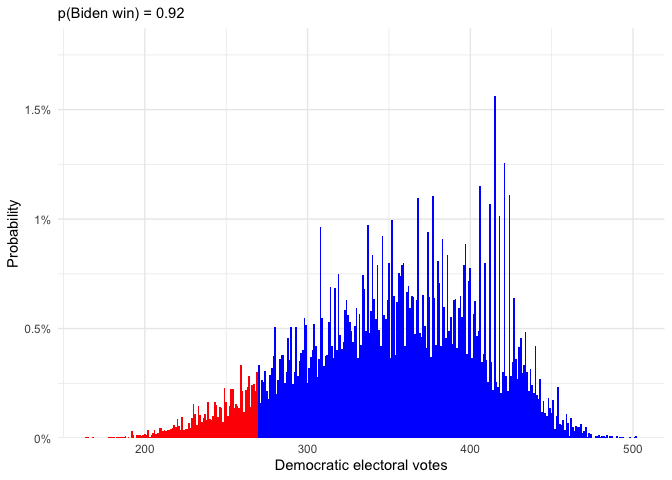 p(Biden win) = 0.92
1.5%
1%
0.5%
0%
Probability
200
300
400
500
Democratic electoral votes